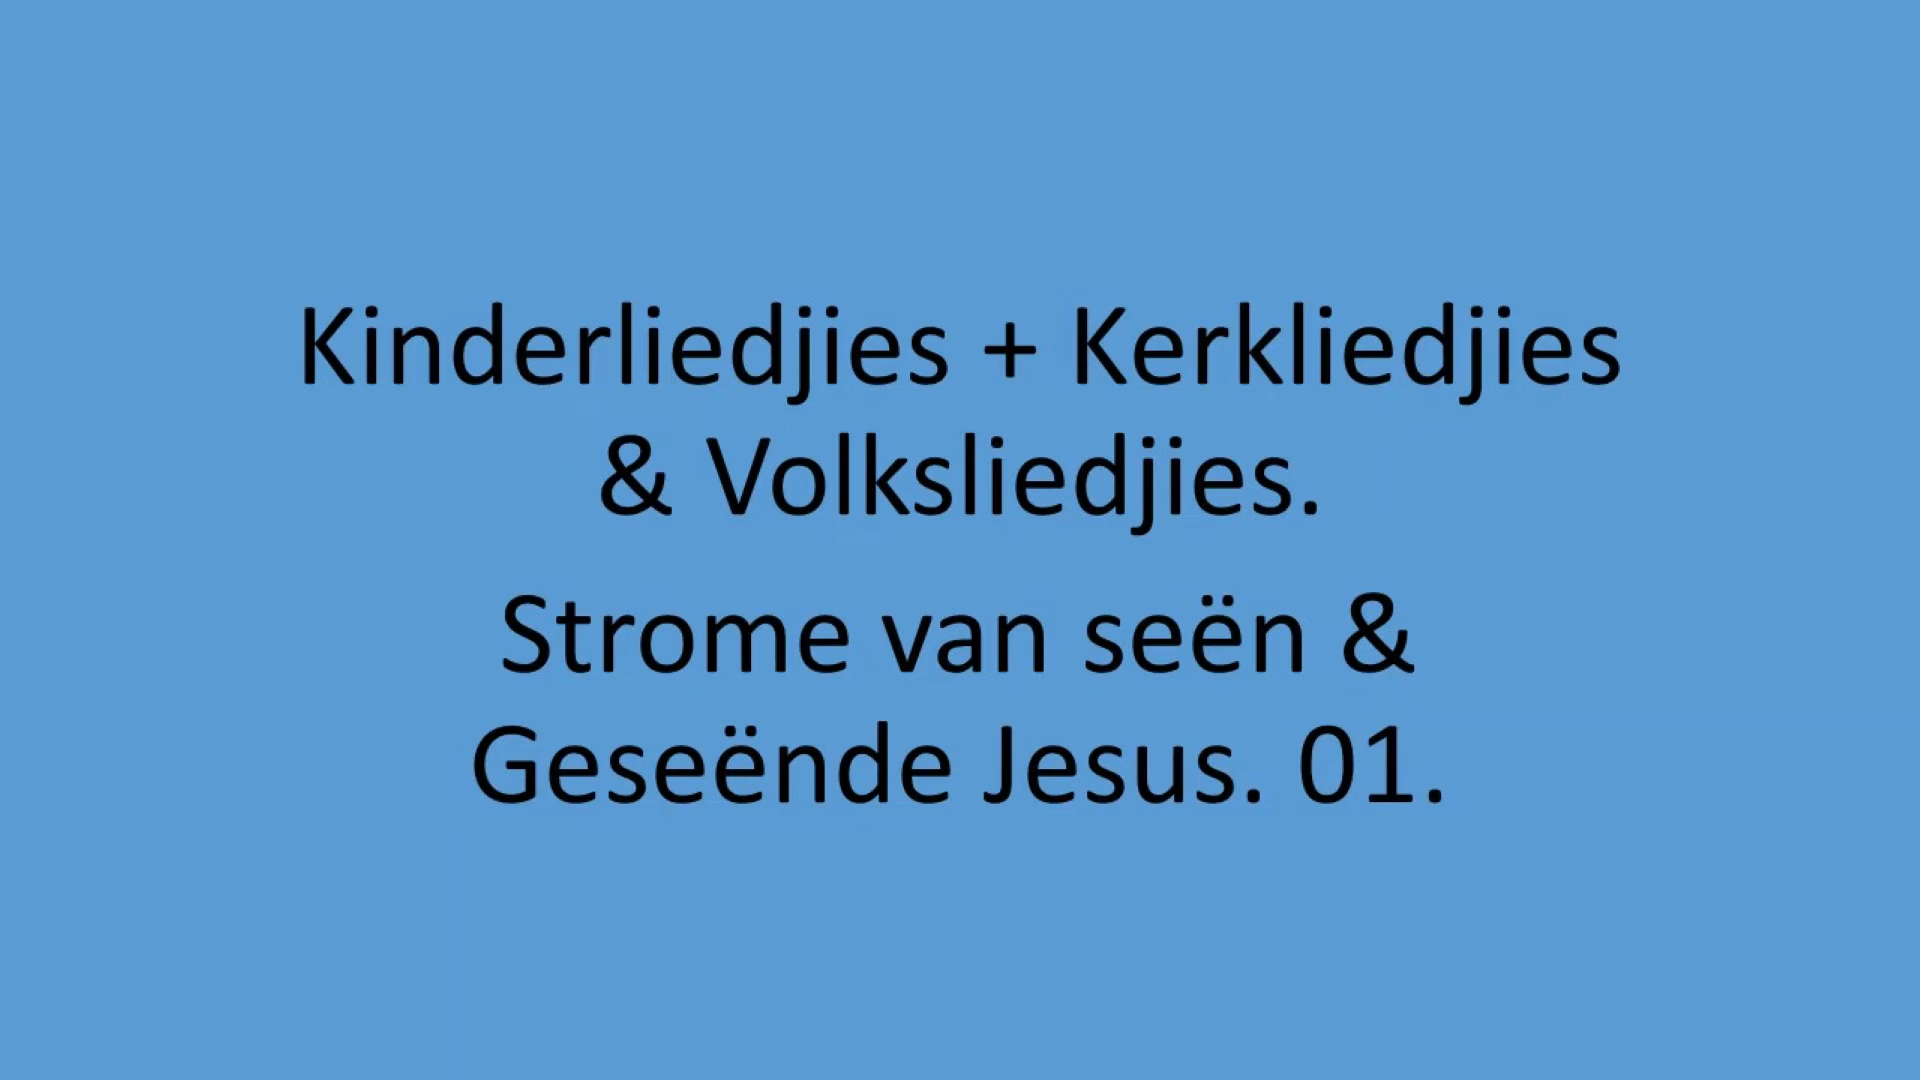 Kinderliedjies + Kerkliedjies
& Volksliedjies.
Strome van seën &
Geseënde Jesus. 01.